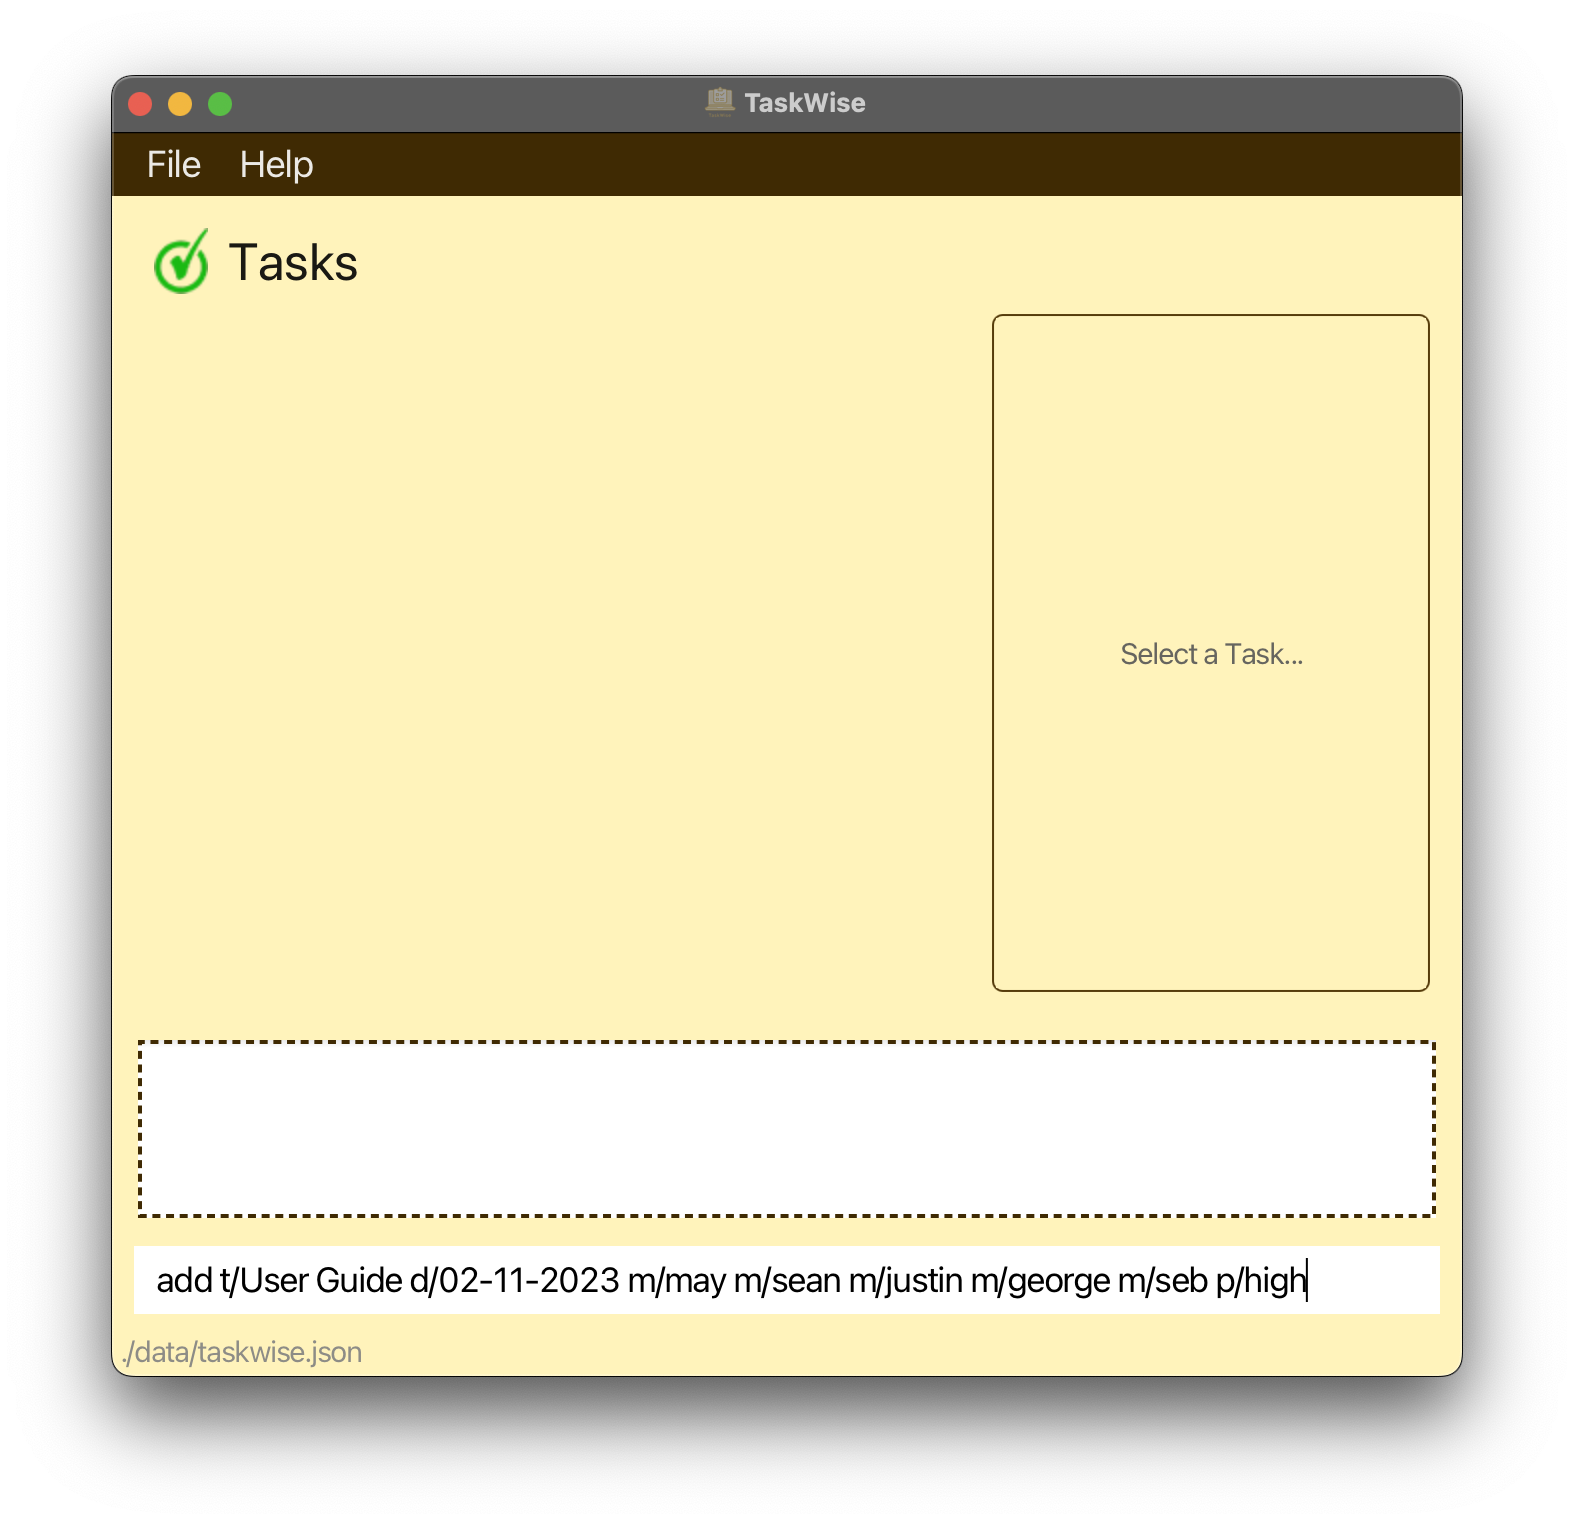 TaskWise
File Help
Tasks
Select a Task...
add t/User Guide d/02-11-2023 m/may m/sean m/justin m/george m/seb p/high
./data/taskwise.json